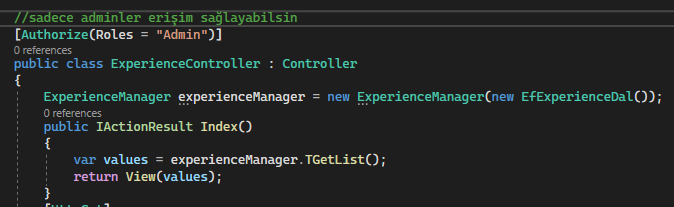 //sadece adminler erişim sağlayabilsin
[Authorize(Roles = "Admin")]
0 references
public class ExperienceController : Controller
{
ExperienceManager experienceManager = new ExperienceManager(new EfExperienceDal());
0 references
public IActionResult Index()
{
var values = experienceManager.TGetList();
return View(values);
}